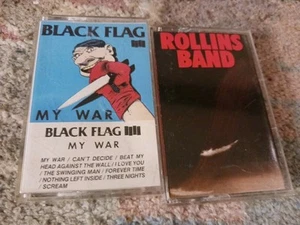 BLACK FLAG
MY WAR
BLACK FLAG
MY WAR
MY WAR / CAN'T DECIDE / BEAT MY
HEAD AGAINST THE WALL / I LOVE YOU
/ THE SWINGING MAN / FOREVER TIME
/ NOTHING LEFT INSIDE / THREE NIGHTS
/ SCREAM
ROLLINS
BAND